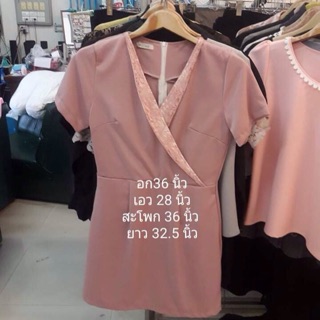 อก36 นิ้ว
เอว 28 นิ้ว
สะโพก 36 นิ้ว
ยาว 32.5 นิ้ว